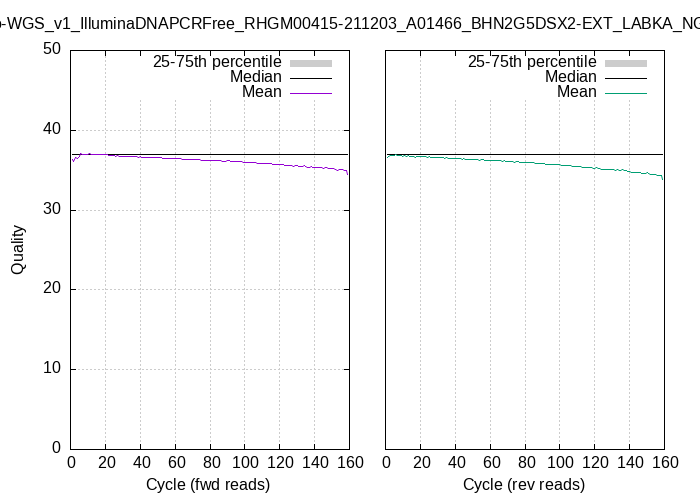 -WGS_v1_IlluminaDNAPCRFree_RHGM00415-211203_A01466_BHN2G5DSX2-EXT_LABKA_NG
50
40
30
20
10
0
Quality
25-75th percentile
Median
Mean
0 20 40 60 80 100 120 140 160
Cycle (fwd reads)
25-75th percentile
Median
Mean
0 20 40 60 80 100 120 140 160
Cycle (rev reads)